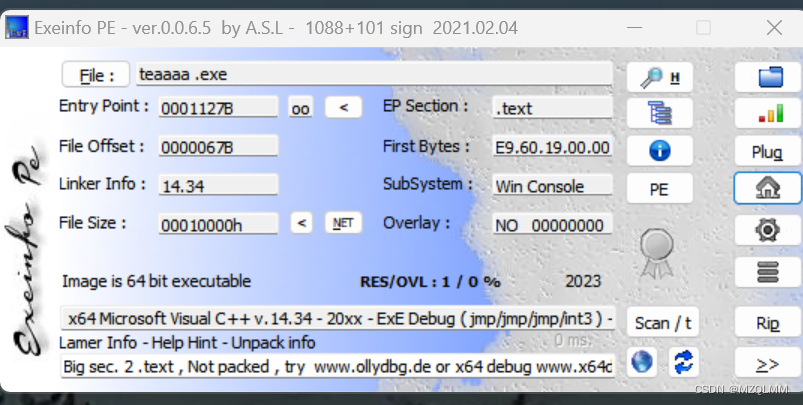 Exeinfo PE - ver.0.0.6.5 by A.S.L - 1088+101 sign 2021.02.04
File : teaaaa .exe H
Entry Point : 0001127B oo < EP Section : .text
File Offset : 0000067B First Bytes : E9.60.19.00.00 Plug
Linker Info : 14.34 SubSystem : Win Console PE
File Size : 00010000h < NET Overlay : NO 00000000
Image is 64 bit executable RES/OVL : 1 / 0 % 2023
x64 Microsoft Visual C++ v.14.34 - 20xx - ExE Debug ( jmp/jmp/jmp/int3 ) - Scan / t Rip
Lamer Info - Help Hint - Unpack info 0 ms.
Big sec. 2 .text , Not packed , try www.ollydbg.de or x64 debug www.x64d >>
Exeinfo Pe
CSDN @MZQLMM